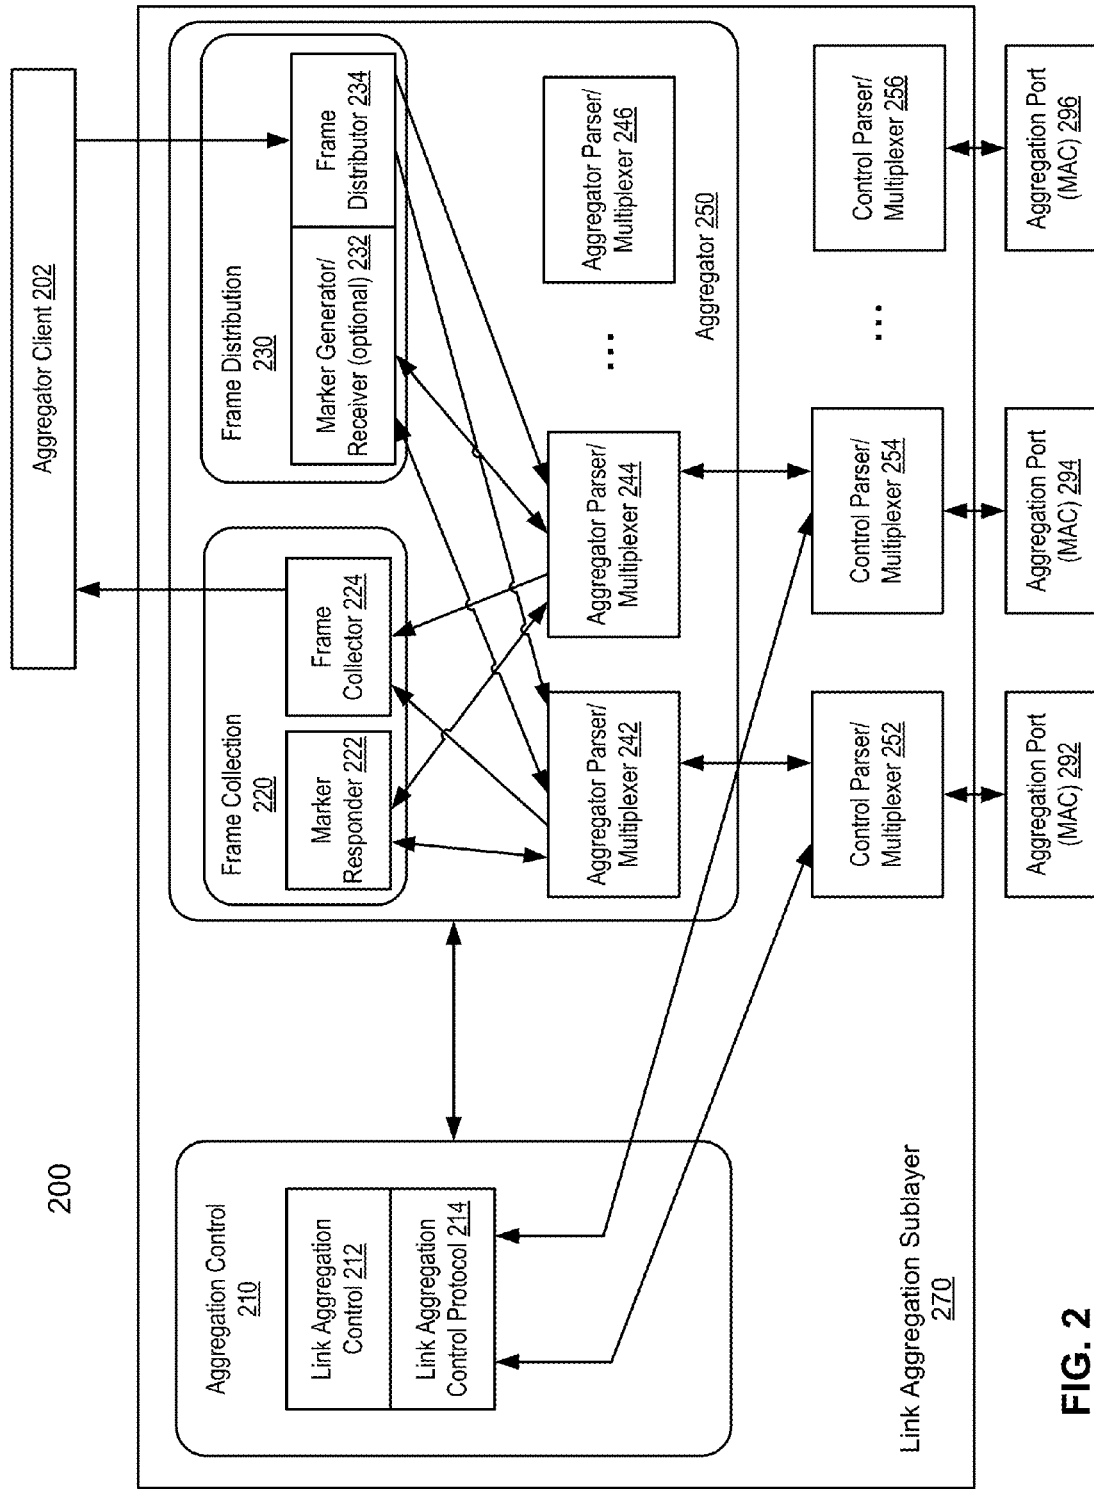 200
Aggregator Client 202
Aggregation Control
210
Link Aggregation
Control 212
Link Aggregation
Control Protocol 214
Frame Collection
220
Marker
Responder 222
Frame
Collector 224
Frame Distribution
230
Marker Generator/
Receiver (optional) 232
Frame
Distributor 234
Aggregator Parser/
Multiplexer 242
Aggregator Parser/
Multiplexer 244
...
Aggregator Parser/
Multiplexer 246
Aggregator 250
Control Parser/
Multiplexer 252
Control Parser/
Multiplexer 254
...
Control Parser/
Multiplexer 256
Link Aggregation Sublayer
270
Aggregation Port
(MAC) 292
Aggregation Port
(MAC) 294
Aggregation Port
(MAC) 296
FIG. 2